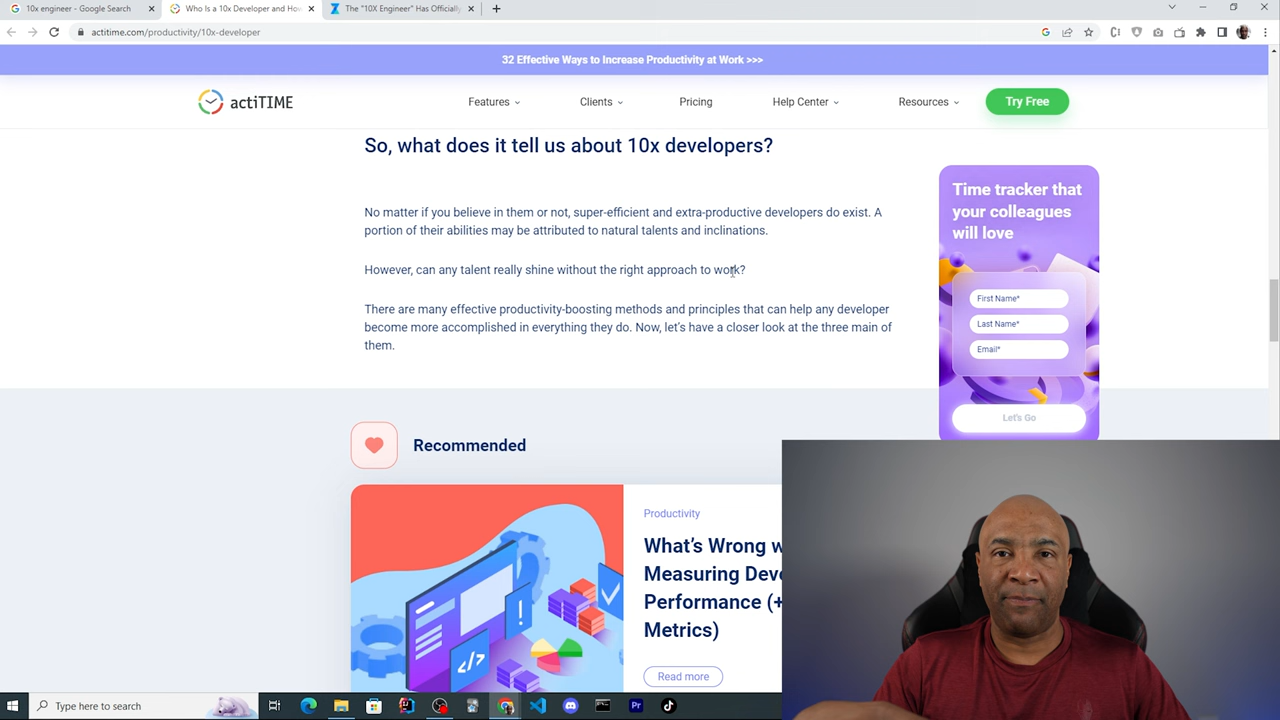 10x engineer - Google Search
Who Is a 10x Developer and How
The "10X Engineer" Has Officially
actitime.com/productivity/10x-developer
32 Effective Ways to Increase Productivity at Work >>>
actiTIME
Features
Clients
Pricing
Help Center
Resources
Try Free
So, what does it tell us about 10x developers?
No matter if you believe in them or not, super-efficient and extra-productive developers do exist. A
portion of their abilities may be attributed to natural talents and inclinations.
However, can any talent really shine without the right approach to work?
There are many effective productivity-boosting methods and principles that can help any developer
become more accomplished in everything they do. Now, let's have a closer look at the three main of
them.
Time tracker that
your colleagues
will love
First Name*
Last Name*
Email*
Let's Go
Recommended
Productivity
What's Wrong w
Measuring Deve
Performance (+
Metrics)
Read more
Type here to search